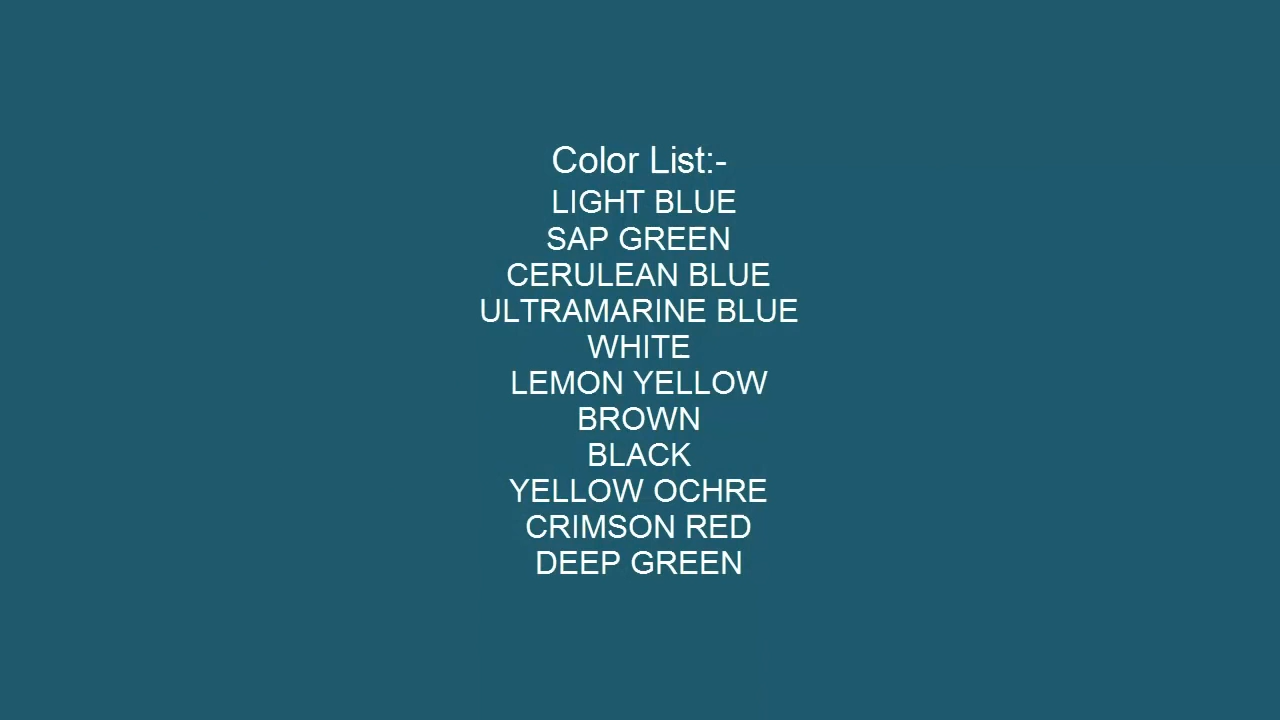 Color List:-
LIGHT BLUE
SAP GREEN
CERULEAN BLUE
ULTRAMARINE BLUE
WHITE
LEMON YELLOW
BROWN
BLACK
YELLOW OCHRE
CRIMSON RED
DEEP GREEN